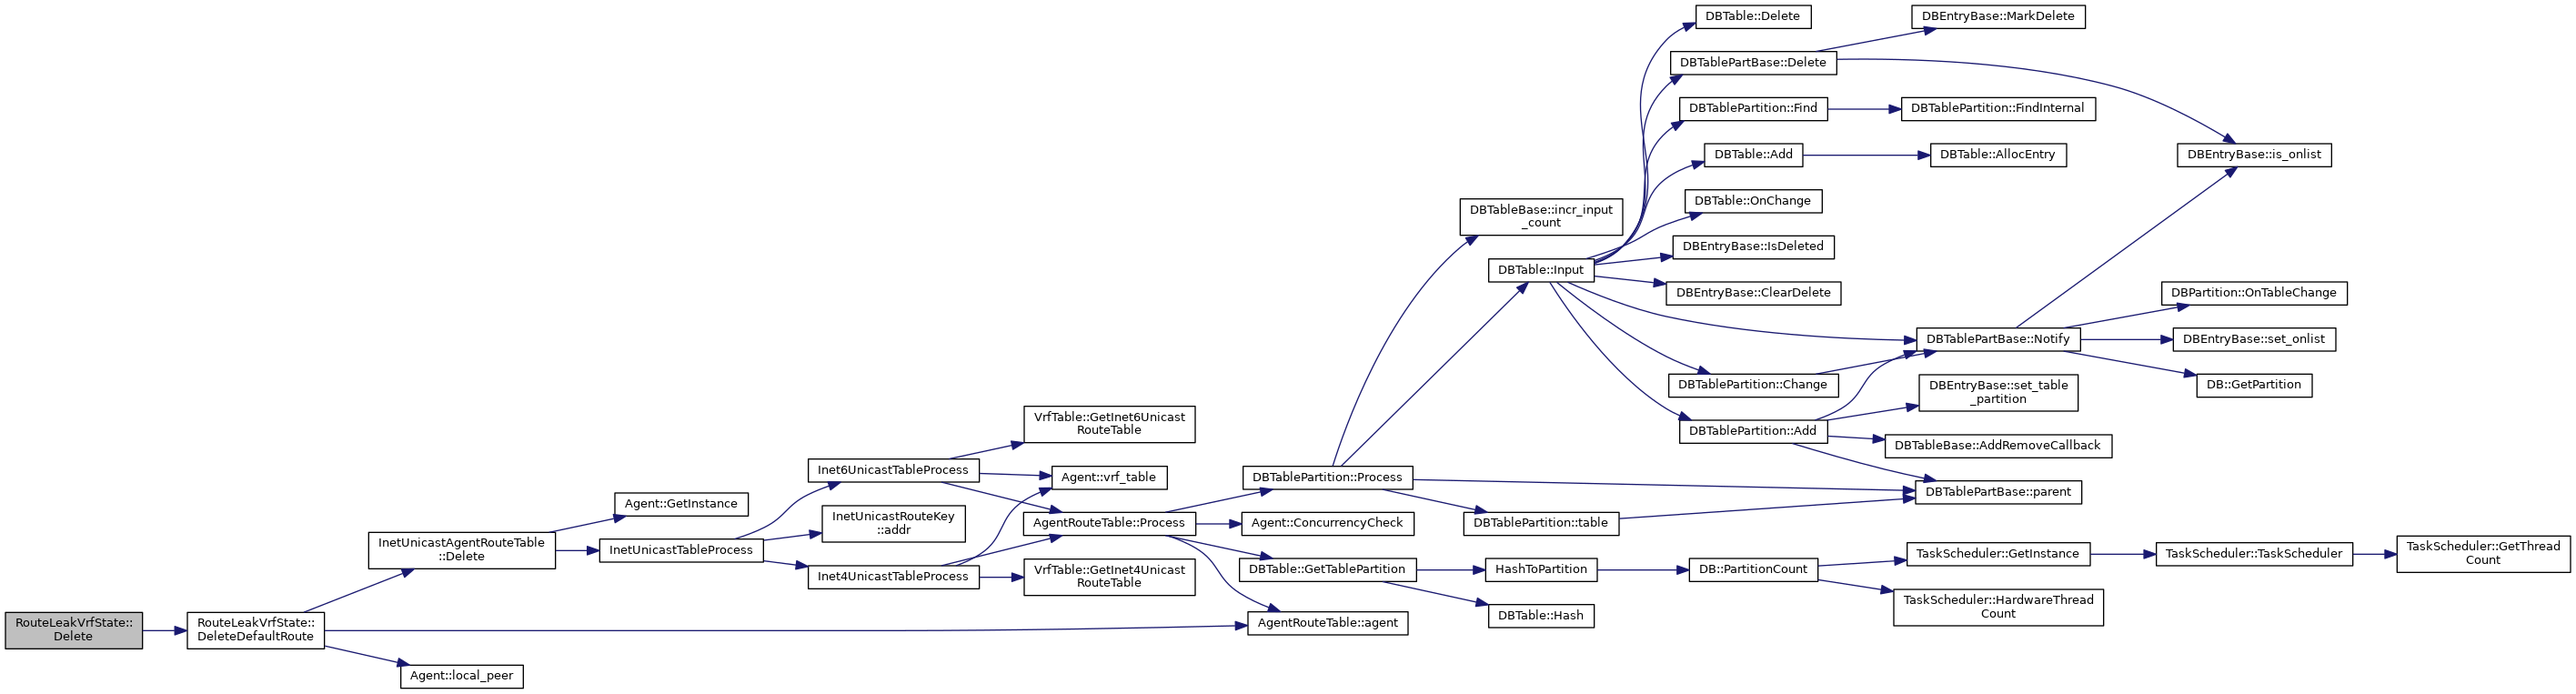 RouteLeakVrfState::
Delete
RouteLeakVrfState::
DeleteDefaultRoute
InetUnicastAgentRouteTable
::Delete
Agent::local_peer
Agent::GetInstance
InetUnicastTableProcess
Inet6UnicastTableProcess
InetUnicastRouteKey
::addr
Inet4UnicastTableProcess
VrfTable::GetInet6Unicast
RouteTable
Agent::vrf_table
AgentRouteTable::Process
VrfTable::GetInet4Unicast
RouteTable
DBTablePartition::Process
Agent::ConcurrencyCheck
DBTable::GetTablePartition
AgentRouteTable::agent
DBTableBase::incr_input
_count
DBTable::Input
DBTablePartition::table
HashToPartition
DBTable::Hash
DBTable::Delete
DBTablePartBase::Delete
DBTablePartition::Find
DBTable::Add
DBTable::OnChange
DBEntryBase::IsDeleted
DBEntryBase::ClearDelete
DBTablePartition::Change
DBTablePartition::Add
DB::PartitionCount
DBEntryBase::MarkDelete
DBTablePartition::FindInternal
DBTable::AllocEntry
DBTablePartBase::Notify
DBEntryBase::set_table
_partition
DBTableBase::AddRemoveCallback
DBTablePartBase::parent
TaskScheduler::GetInstance
TaskScheduler::HardwareThread
Count
DBEntryBase::is_onlist
DBPartition::OnTableChange
DBEntryBase::set_onlist
DB::GetPartition
TaskScheduler::TaskScheduler
TaskScheduler::GetThread
Count